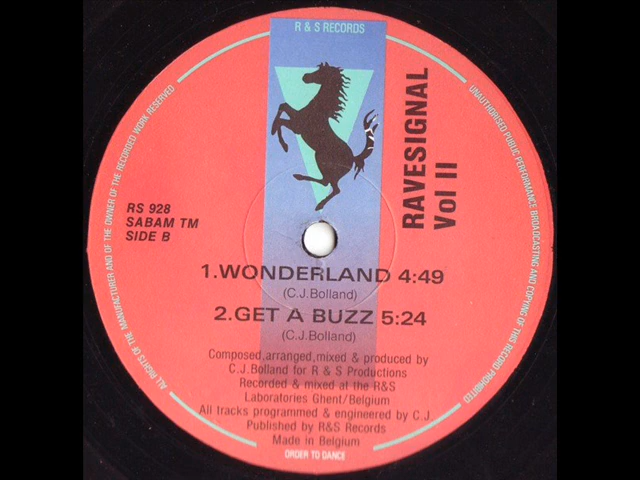 R & S RECORDS
RAVESIGNAL
Vol II
RS 928
SABAM TM
SIDE B
1.WONDERLAND 4:49
(C.J.Bolland)
2.GET A BUZZ 5:24
(C.J.Bolland)
Composed,arranged,mixed & produced by
C.J.Bolland for R & S Productions
Recorded & mixed at the R&S
Laboratories Ghent/Belgium
All tracks programmed & engineered by C.J.
Published by R&S Records
Made in Belgium
ORDER TO DANCE
ALL RIGHTS OF THE MANUFACTURER AND OF THE OWNER OF THE RECORDED WORK RESERVED
UNAUTHORISED PUBLIC PERFORMANCE BROADCASTING AND COPYING OF THIS RECORD PROHIBITED